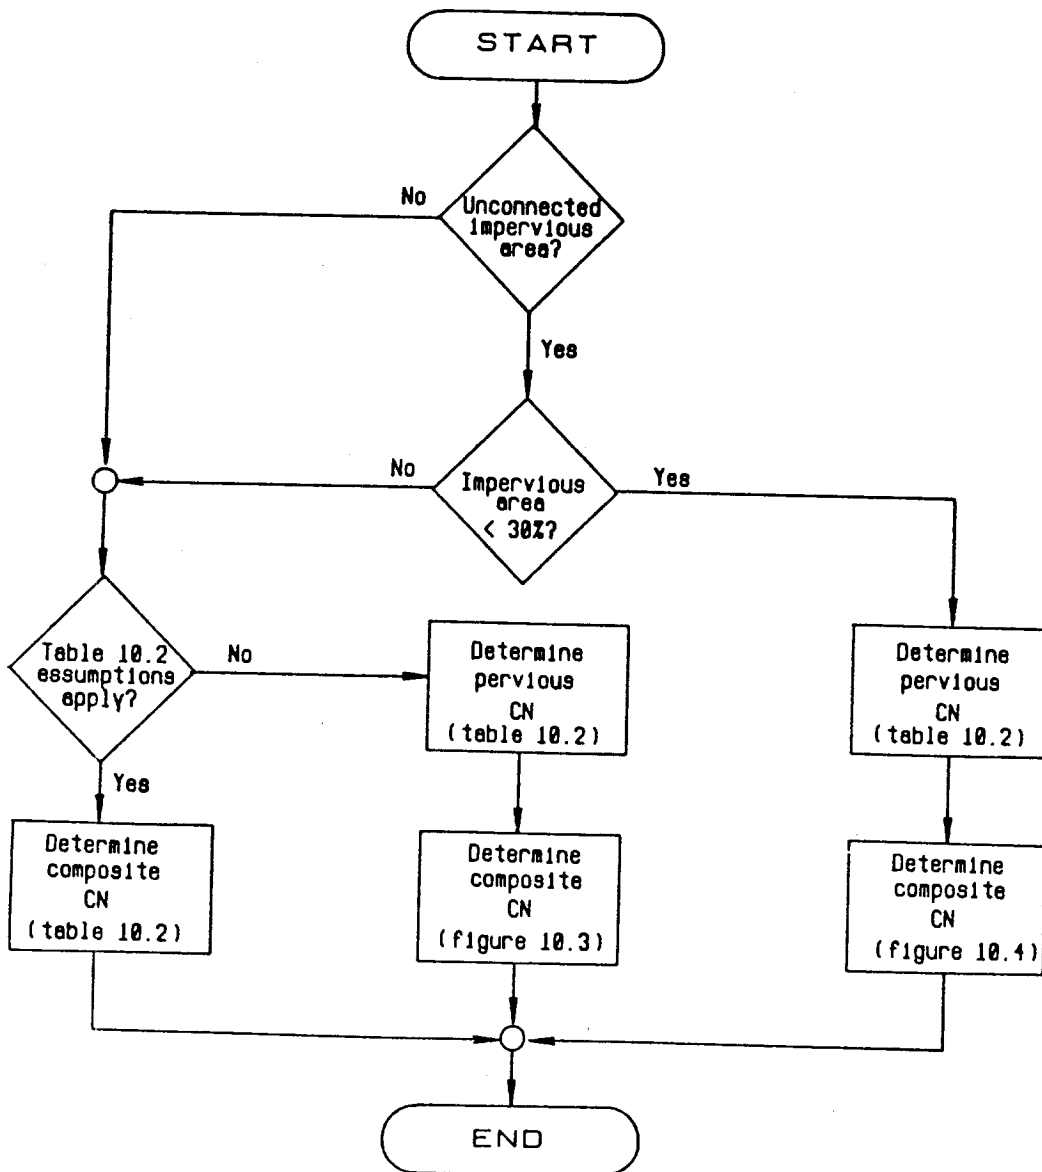 START
No
Unconnected
impervious
area?
Yes
No
Impervious
area
< 30%?
Yes
Table 10.2
assumptions
apply?
No
Determine
pervious
CN
(table 10.2)
Determine
pervious
CN
(table 10.2)
Yes
Determine
composite
CN
(table 10.2)
Determine
composite
CN
(figure 10.3)
Determine
composite
CN
(figure 10.4)
END